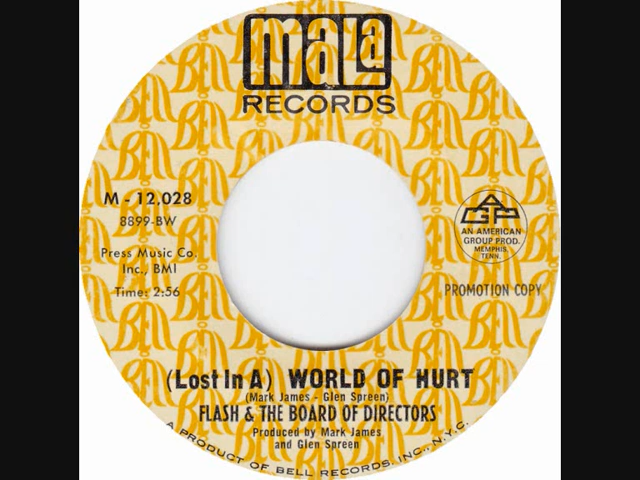 mala
RECORDS
M - 12,028
8899-BW
Press Music Co.
Inc., BMI
Time: 2:56
AGP
AN AMERICAN
GROUP PROD.
MEMPHIS,
TENN.
PROMOTION COPY
(Lost In A) WORLD OF HURT
(Mark James - Glen Spreen)
FLASH & THE BOARD OF DIRECTORS
Produced by Mark James
and Glen Spreen
A PRODUCT OF BELL RECORDS, INC., N.Y.C.
BELL